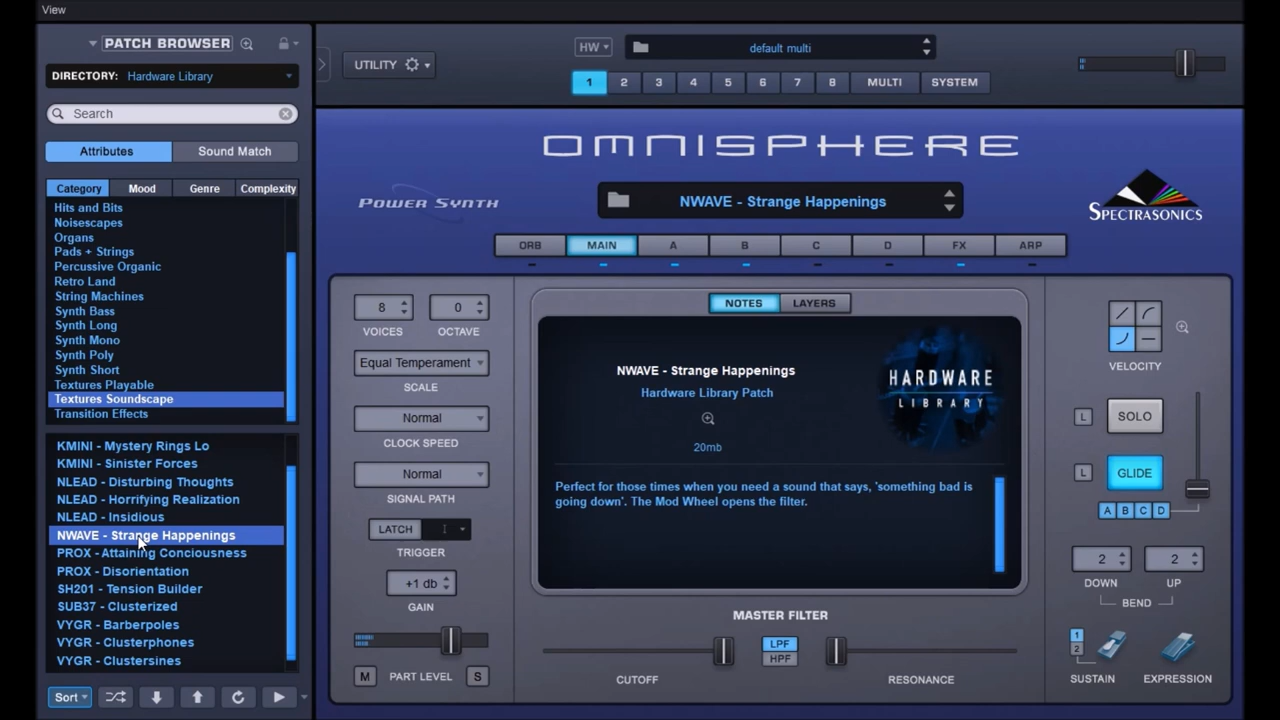 View
PATCH BROWSER
DIRECTORY: Hardware Library
Search
Attributes Sound Match
Category Mood Genre Complexity
Hits and Bits
Noisescapes
Organs
Pads + Strings
Percussive Organic
Retro Land
String Machines
Synth Bass
Synth Long
Synth Mono
Synth Poly
Synth Short
Textures Playable
Textures Soundscape
Transition Effects
KMINI - Mystery Rings Lo
KMINI - Sinister Forces
NLEAD - Disturbing Thoughts
NLEAD - Horrifying Realization
NLEAD - Insidious
NWAVE - Strange Happenings
PROX - Attaining Conciousness
PROX - Disorientation
SH201 - Tension Builder
SUB37 - Clusterized
VYGR - Barberpoles
VYGR - Clusterphones
VYGR - Clustersines
Sort
UTILITY
HW
default multi
1 2 3 4 5 6 7 8 MULTI SYSTEM
OMNISPHERE
POWER SYNTH
NWAVE - Strange Happenings
SPECTRASONICS
ORB MAIN A B C D FX ARP
8 0
VOICES OCTAVE
Equal Temperament
SCALE
Normal
CLOCK SPEED
Normal
SIGNAL PATH
LATCH
TRIGGER
+1 db
GAIN
M PART LEVEL S
NOTES LAYERS
NWAVE - Strange Happenings
Hardware Library Patch
20mb
HARDWARE
LIBRARY
Perfect for those times when you need a sound that says, 'something bad is
going down'. The Mod Wheel opens the filter.
MASTER FILTER
LPF
HPF
CUTOFF RESONANCE
VELOCITY
L SOLO
L GLIDE
A B C D
2 2
DOWN UP
BEND
1
2
SUSTAIN EXPRESSION